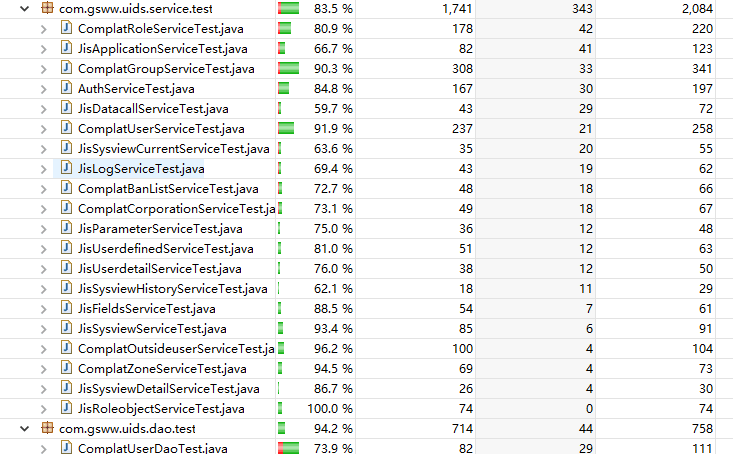 com.gsww.uids.service.test 83.5 % 1,741 343 2,084
ComplatRoleServiceTest.java 80.9 % 178 42 220
JisApplicationServiceTest.java 66.7 % 82 41 123
ComplatGroupServiceTest.java 90.3 % 308 33 341
AuthServiceTest.java 84.8 % 167 30 197
JisDatacallServiceTest.java 59.7 % 43 29 72
ComplatUserServiceTest.java 91.9 % 237 21 258
JisSysviewCurrentServiceTest.java 63.6 % 35 20 55
JisLogServiceTest.java 69.4 % 43 19 62
ComplatBanListServiceTest.java 72.7 % 48 18 66
ComplatCorporationServiceTest.ja 73.1 % 49 18 67
JisParameterServiceTest.java 75.0 % 36 12 48
JisUserdefinedServiceTest.java 81.0 % 51 12 63
JisUserdetailServiceTest.java 76.0 % 38 12 50
JisSysviewHistoryServiceTest.java 62.1 % 18 11 29
JisFieldsServiceTest.java 88.5 % 54 7 61
JisSysviewServiceTest.java 93.4 % 85 6 91
ComplatOutsideuserServiceTest.ja 96.2 % 100 4 104
ComplatZoneServiceTest.java 94.5 % 69 4 73
JisSysviewDetailServiceTest.java 86.7 % 26 4 30
JisRoleobjectServiceTest.java 100.0 % 74 0 74
com.gsww.uids.dao.test 94.2 % 714 44 758
ComplatUserDaoTest.java 73.9 % 82 29 111